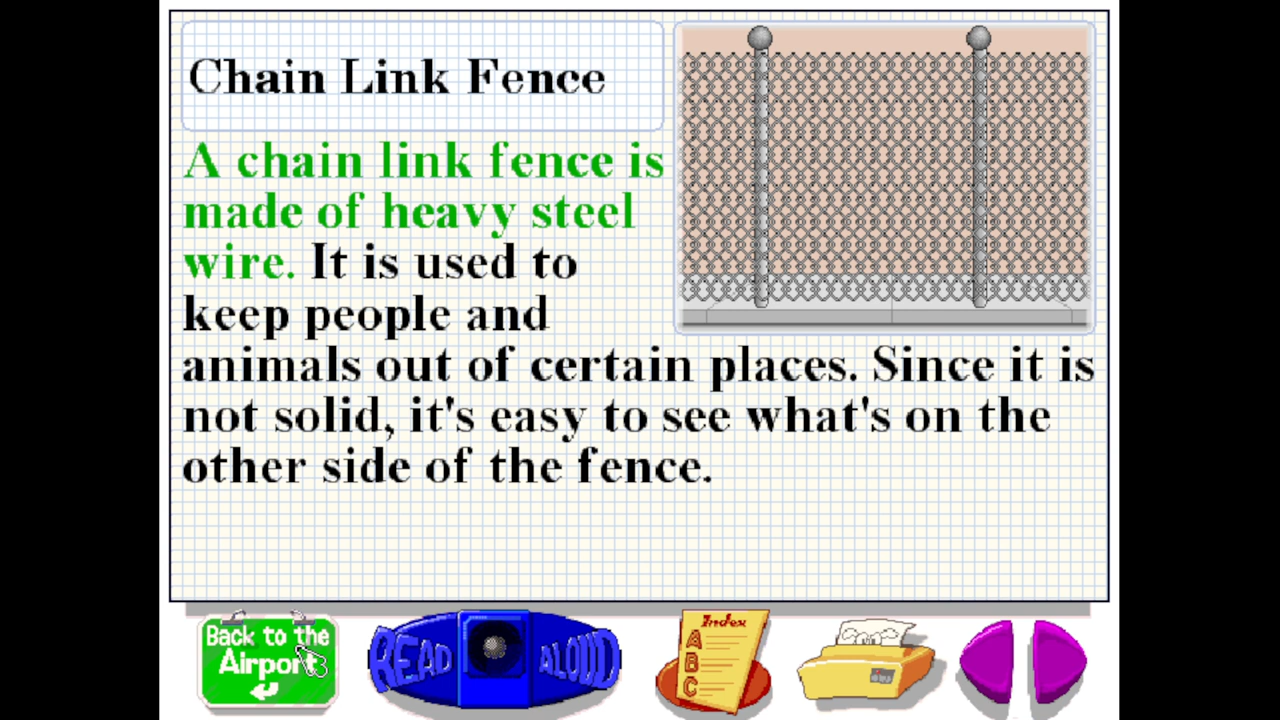 Chain Link Fence
A chain link fence is
made of heavy steel
wire. It is used to
keep people and
animals out of certain places. Since it is
not solid, it's easy to see what's on the
other side of the fence.
Back to the
Airport
READ ALOUD
Index
A
B
C